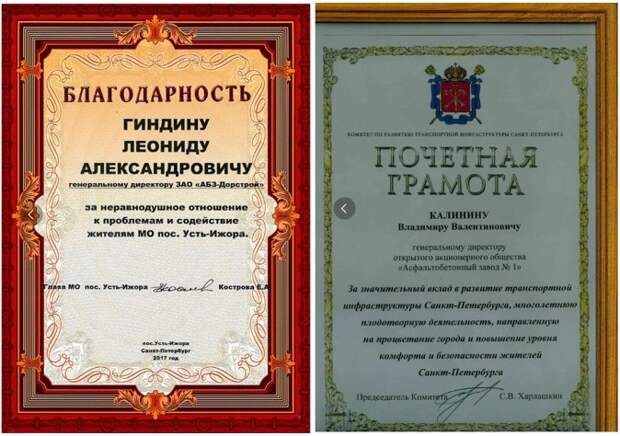 БЛАГОДАРНОСТЬ
ГИНДИНУ
ЛЕОНИДУ
АЛЕКСАНДРОВИЧУ
генеральному директору ЗАО «АБЗ-Дорстрой»
за неравнодушное отношение
к проблемам и содействие
жителям МО пос. Усть-Ижора.
Глава МО пос. Усть-Ижора Кострова Е.А
пос.Усть-Ижора
Санкт-Петербург
2017 год
КОМИТЕТ ПО РАЗВИТИЮ ТРАНСПОРТНОЙ ИНФРАСТРУКТУРЫ САНКТ-ПЕТЕРБУРГА
ПОЧЕТНАЯ
ГРАМОТА
КАЛИНИНУ
Владимиру Валентиновичу
генеральному директору
открытого акционерного общества
«Асфальтобетонный завод № 1»
За значительный вклад в развитие транспортной
инфраструктуры Санкт-Петербурга, многолетнюю
плодотворную деятельность, направленную
на процветание города и повышение уровня
комфорта и безопасности жителей
Санкт-Петербурга
Председатель Комитета С.В. Харлашкин